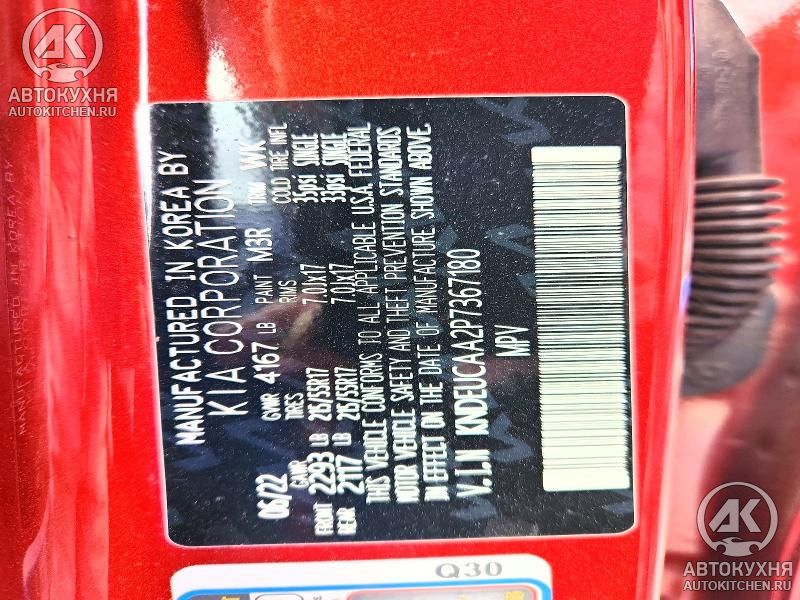 MANUFACTURED IN KOREA BY
KIA CORPORATION
06/22 GVWR 4167 LB PAINT M3R TRIM WK
GAWR TIRES RIMS COLD TIRE INFL
FRONT 2293 LB 215/55R17 7.0Jx17 35psi SINGLE
REAR 2117 LB 215/55R17 7.0Jx17 33psi SINGLE
THIS VEHICLE CONFORMS TO ALL APPLICABLE U.S.A. FEDERAL
MOTOR VEHICLE SAFETY AND THEFT PREVENTION STANDARDS
IN EFFECT ON THE DATE OF MANUFACTURE SHOWN ABOVE.
V.I.N KNDEUCAA2P7367180
MPV
Q30
АК
АВТОКУХНЯ
AUTOKITCHEN.RU
АК
АВТОКУХНЯ
AUTOKITCHEN.RU